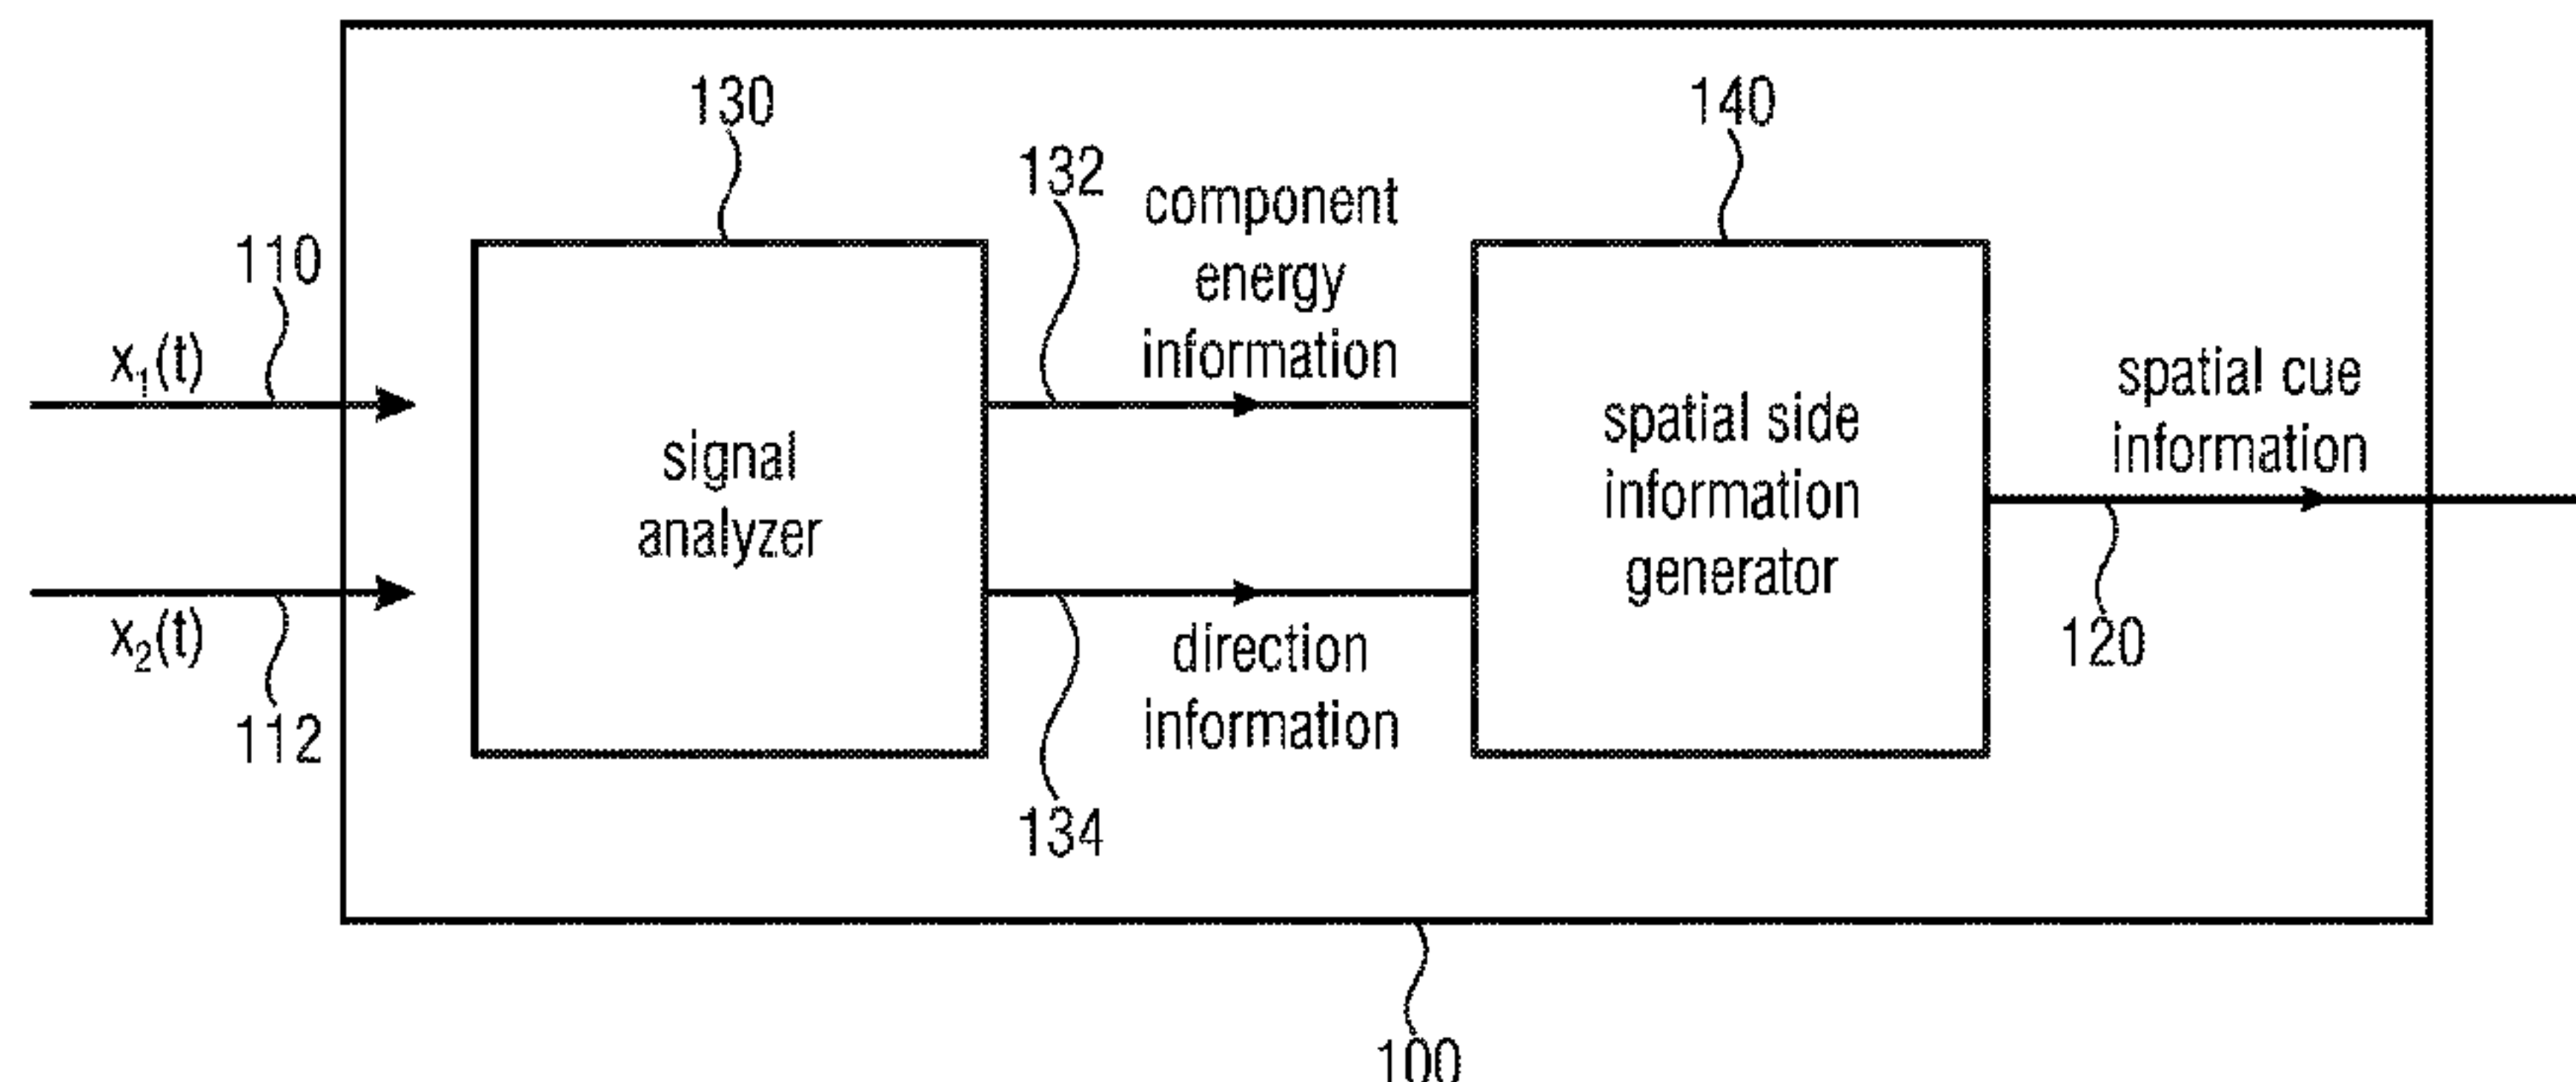 130
140
132
component
energy
information
110
x₁(t)
spatial cue
information
signal
analyzer
spatial side
information
generator
x₂(t)
112
direction
information
120
134
100